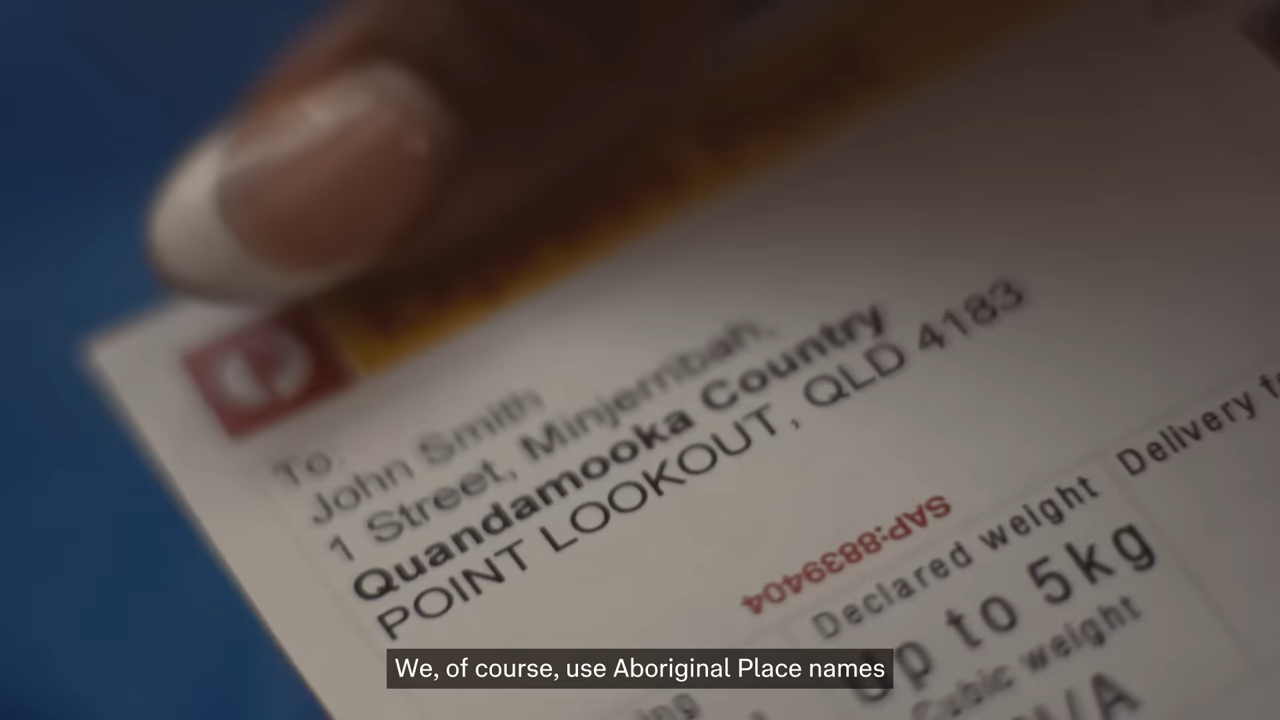 To:
John Smith
1 Street, Minjerribah,
Quandamooka Country
POINT LOOKOUT, QLD 4183
SAP:8839404
Delivery
Declared weight
Up to 5kg
Cubic weight
N/A
We, of course, use Aboriginal Place names